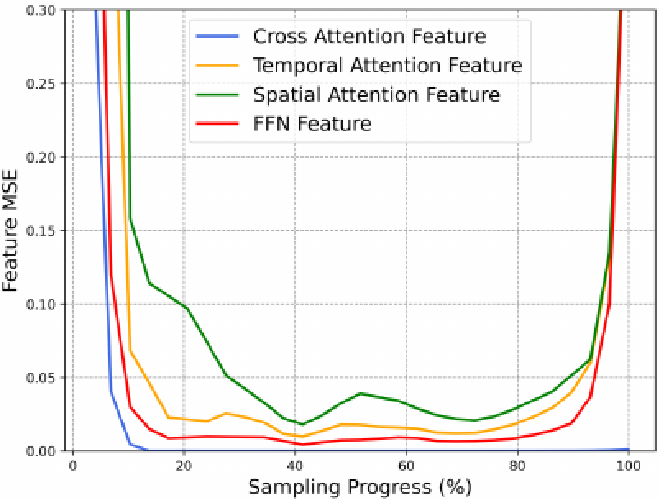 0.30
0.25
0.20
0.15
0.10
0.05
0.00
Feature MSE
Cross Attention Feature
Temporal Attention Feature
Spatial Attention Feature
FFN Feature
0
20
40
60
80
100
Sampling Progress (%)